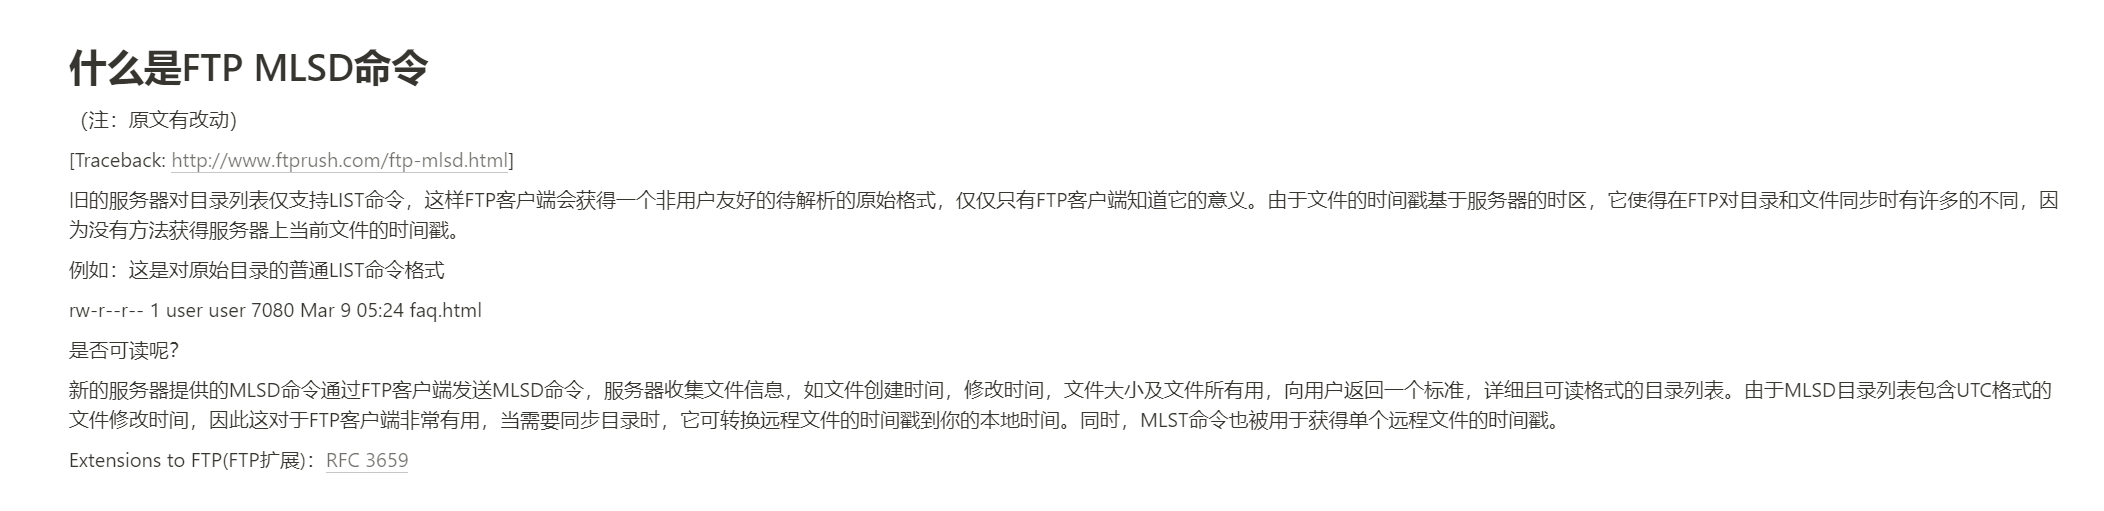 什么是FTP MLSD命令
（注：原文有改动）
[Traceback: http://www.ftprush.com/ftp-mlsd.html]
旧的服务器对目录列表仅支持LIST命令，这样FTP客户端会获得一个非用户友好的待解析的原始格式，仅仅只有FTP客户端知道它的意义。由于文件的时间戳基于服务器的时区，它使得在FTP对目录和文件同步时有许多的不同，因
为没有方法获得服务器上当前文件的时间戳。
例如：这是对原始目录的普通LIST命令格式
rw-r--r-- 1 user user 7080 Mar 9 05:24 faq.html
是否可读呢？
新的服务器提供的MLSD命令通过FTP客户端发送MLSD命令，服务器收集文件信息，如文件创建时间，修改时间，文件大小及文件所有用，向用户返回一个标准，详细且可读格式的目录列表。由于MLSD目录列表包含UTC格式的
文件修改时间，因此这对于FTP客户端非常有用，当需要同步目录时，它可转换远程文件的时间戳到你的本地时间。同时，MLST命令也被用于获得单个远程文件的时间戳。
Extensions to FTP(FTP扩展)：RFC 3659